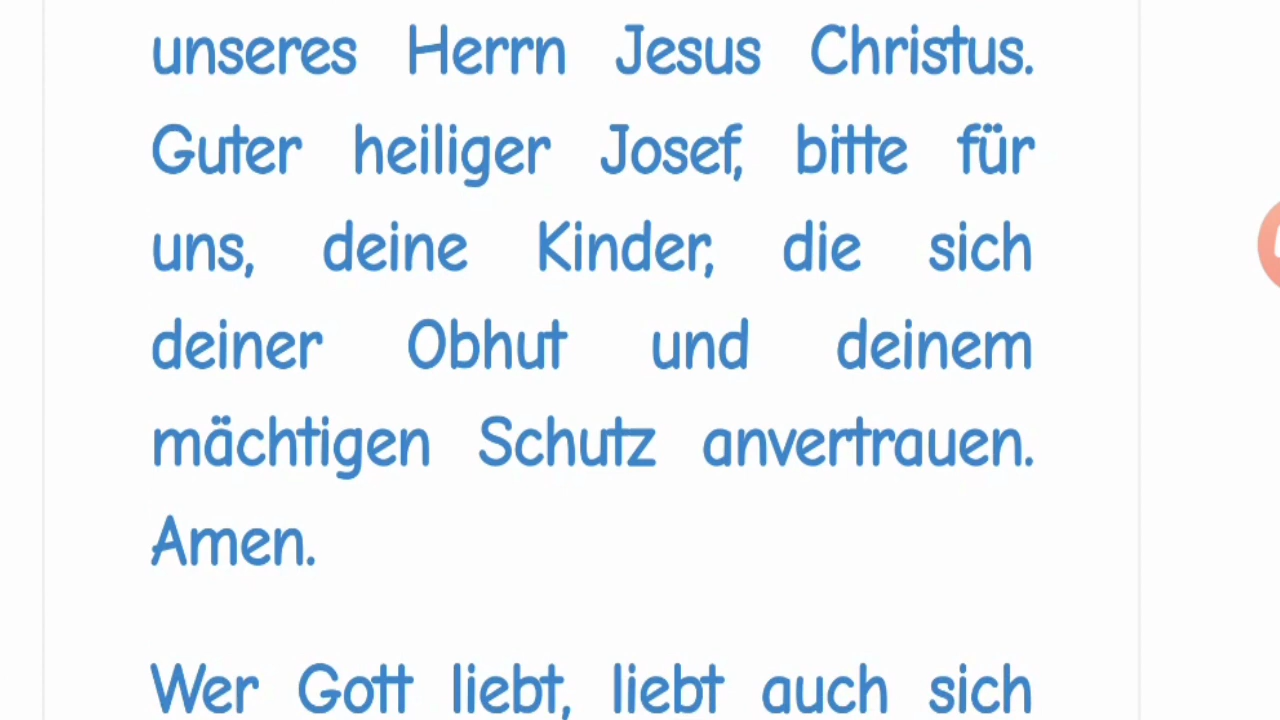 unseres Herrn Jesus Christus.
Guter heiliger Josef, bitte für
uns, deine Kinder, die sich
deiner Obhut und deinem
mächtigen Schutz anvertrauen.
Amen.
Wer Gott liebt, liebt auch sich